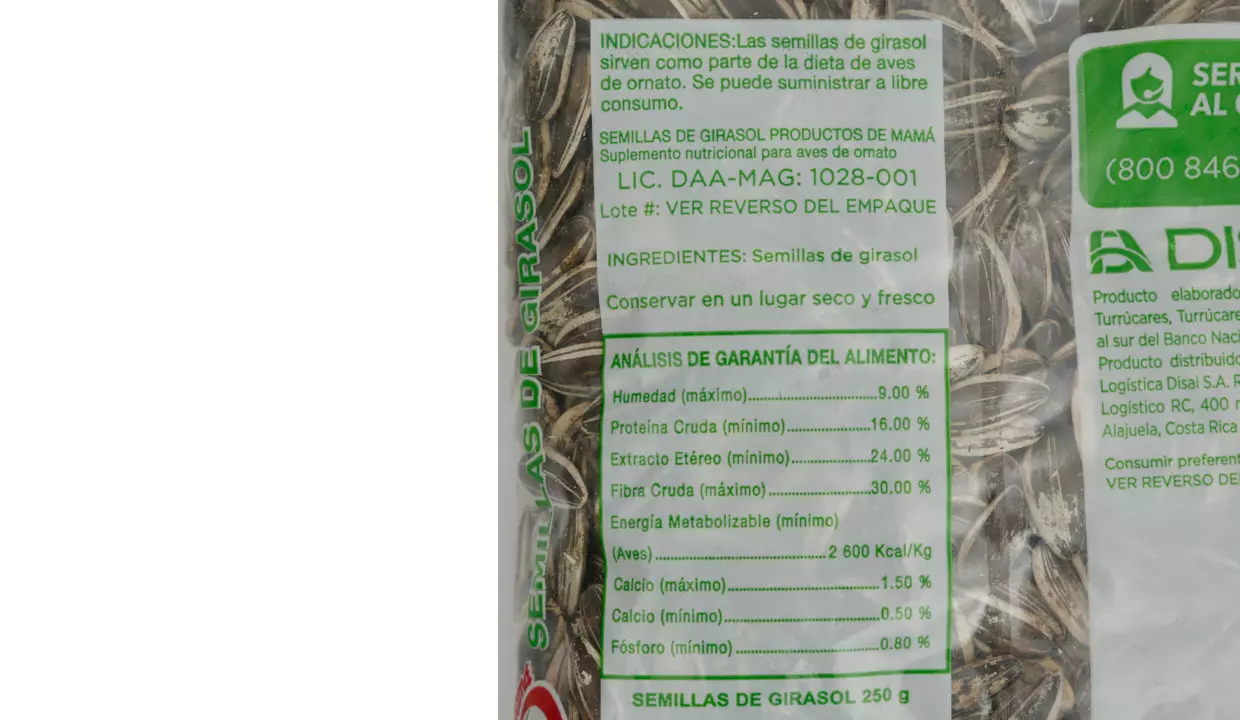 SEMILLAS DE GIRASOL
INDICACIONES:Las semillas de girasol
sirven como parte de la dieta de aves
de ornato. Se puede suministrar a libre
consumo.
SEMILLAS DE GIRASOL PRODUCTOS DE MAMÁ
Suplemento nutricional para aves de ornato
LIC. DAA-MAG: 1028-001
Lote #: VER REVERSO DEL EMPAQUE
INGREDIENTES: Semillas de girasol
Conservar en un lugar seco y fresco
ANÁLISIS DE GARANTÍA DEL ALIMENTO:
Humedad (máximo)................................9.00 %
Proteína Cruda (mínimo).....................16.00 %
Extracto Etéreo (mínimo)....................24.00 %
Fibra Cruda (máximo).........................30.00 %
Energía Metabolizable (mínimo)
(Aves)...........................................2 600 Kcal/Kg
Calcio (máximo)......................................1.50 %
Calcio (mínimo).......................................0.50 %
Fósforo (mínimo)....................................0.80 %
SEMILLAS DE GIRASOL 250 g
SER
AL
(800 846
DIS
Producto elaborado
Turrúcares, Turrúcare
al sur del Banco Naci
Producto distribuido
Logística Disai S.A. R
Logístico RC, 400
Alajuela, Costa Rica
Consumir preferent
VER REVERSO DE